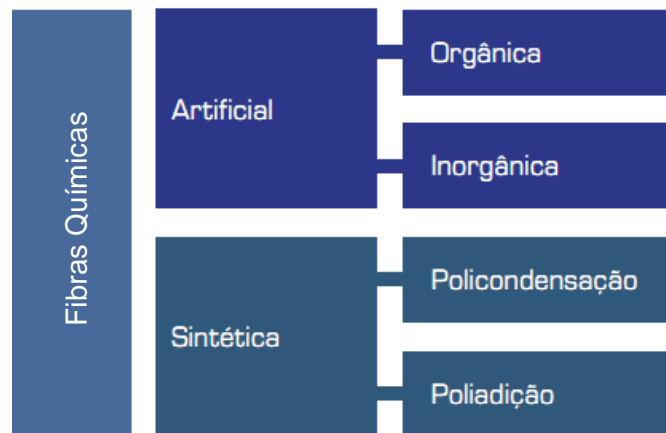 Fibras Químicas
Artificial
Orgânica
Inorgânica
Sintética
Policondensação
Poliadição